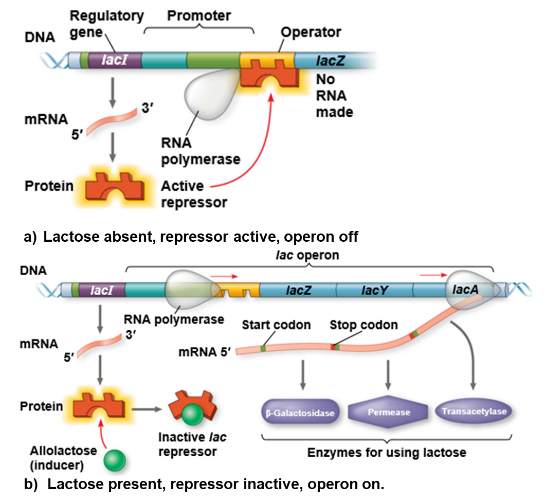 Regulatory
gene
Promoter
DNA
Operator
lacI
lacZ
No
RNA
made
mRNA
3′
5′
RNA
polymerase
Protein
Active
repressor
a) Lactose absent, repressor active, operon off
lac operon
DNA
lacI
lacZ
lacY
lacA
RNA polymerase
3′
mRNA
5′
Start codon
Stop codon
mRNA 5′
Protein
β-Galactosidase
Permease
Transacetylase
Inactive lac
repressor
Allolactose
(inducer)
Enzymes for using lactose
b) Lactose present, repressor inactive, operon on.